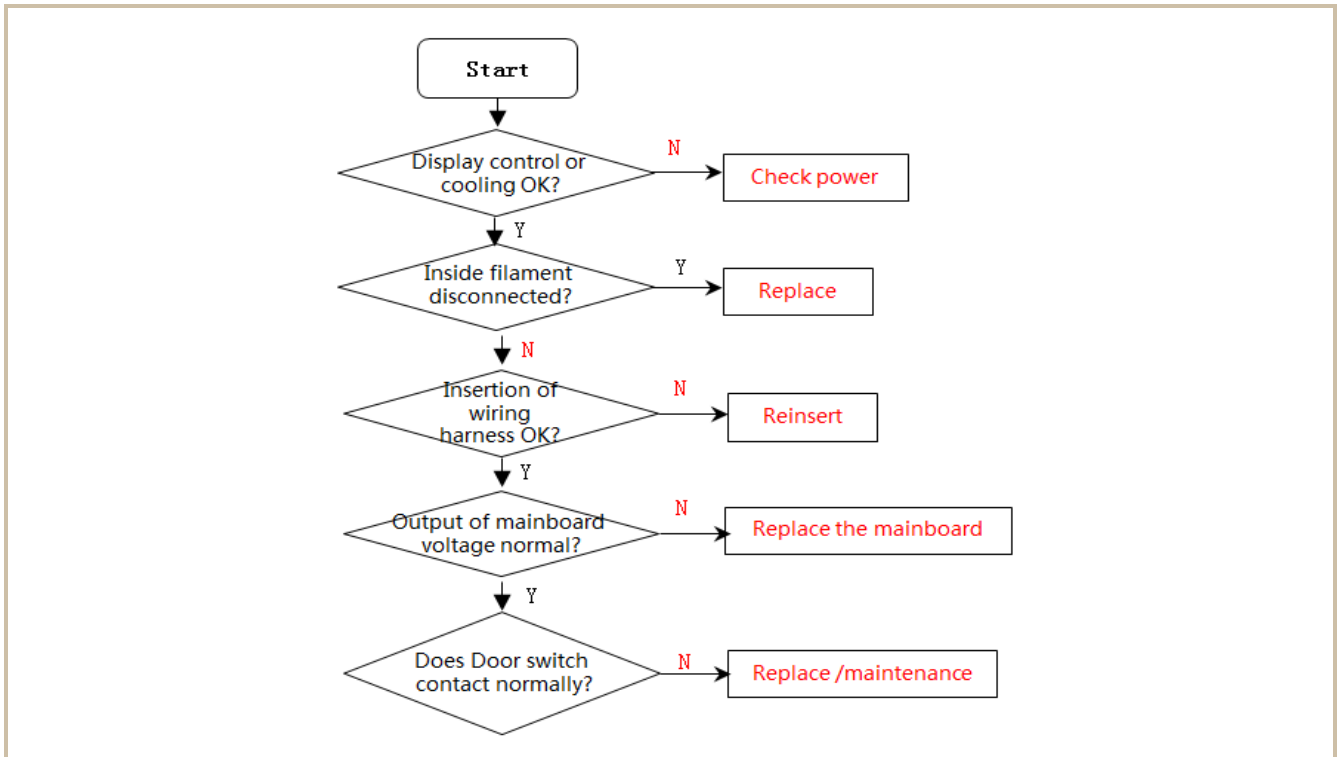 Start
Display control or
cooling OK?
N
Check power
Y
Inside filament
disconnected?
Y
Replace
N
Insertion of
wiring
harness OK?
N
Reinsert
Y
Output of mainboard
voltage normal?
N
Replace the mainboard
Y
Does Door switch
contact normally?
N
Replace /maintenance